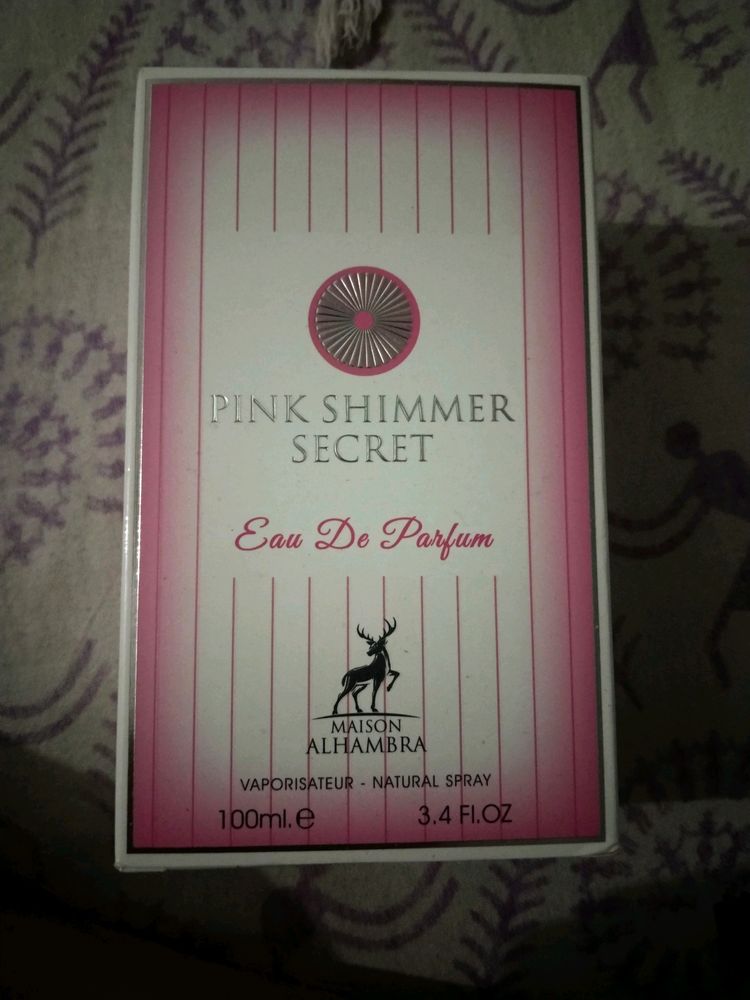 PINK SHIMMER
SECRET
Eau De Parfum
MAISON
ALHAMBRA
VAPORISATEUR - NATURAL SPRAY
100ml.e 3.4 Fl.OZ